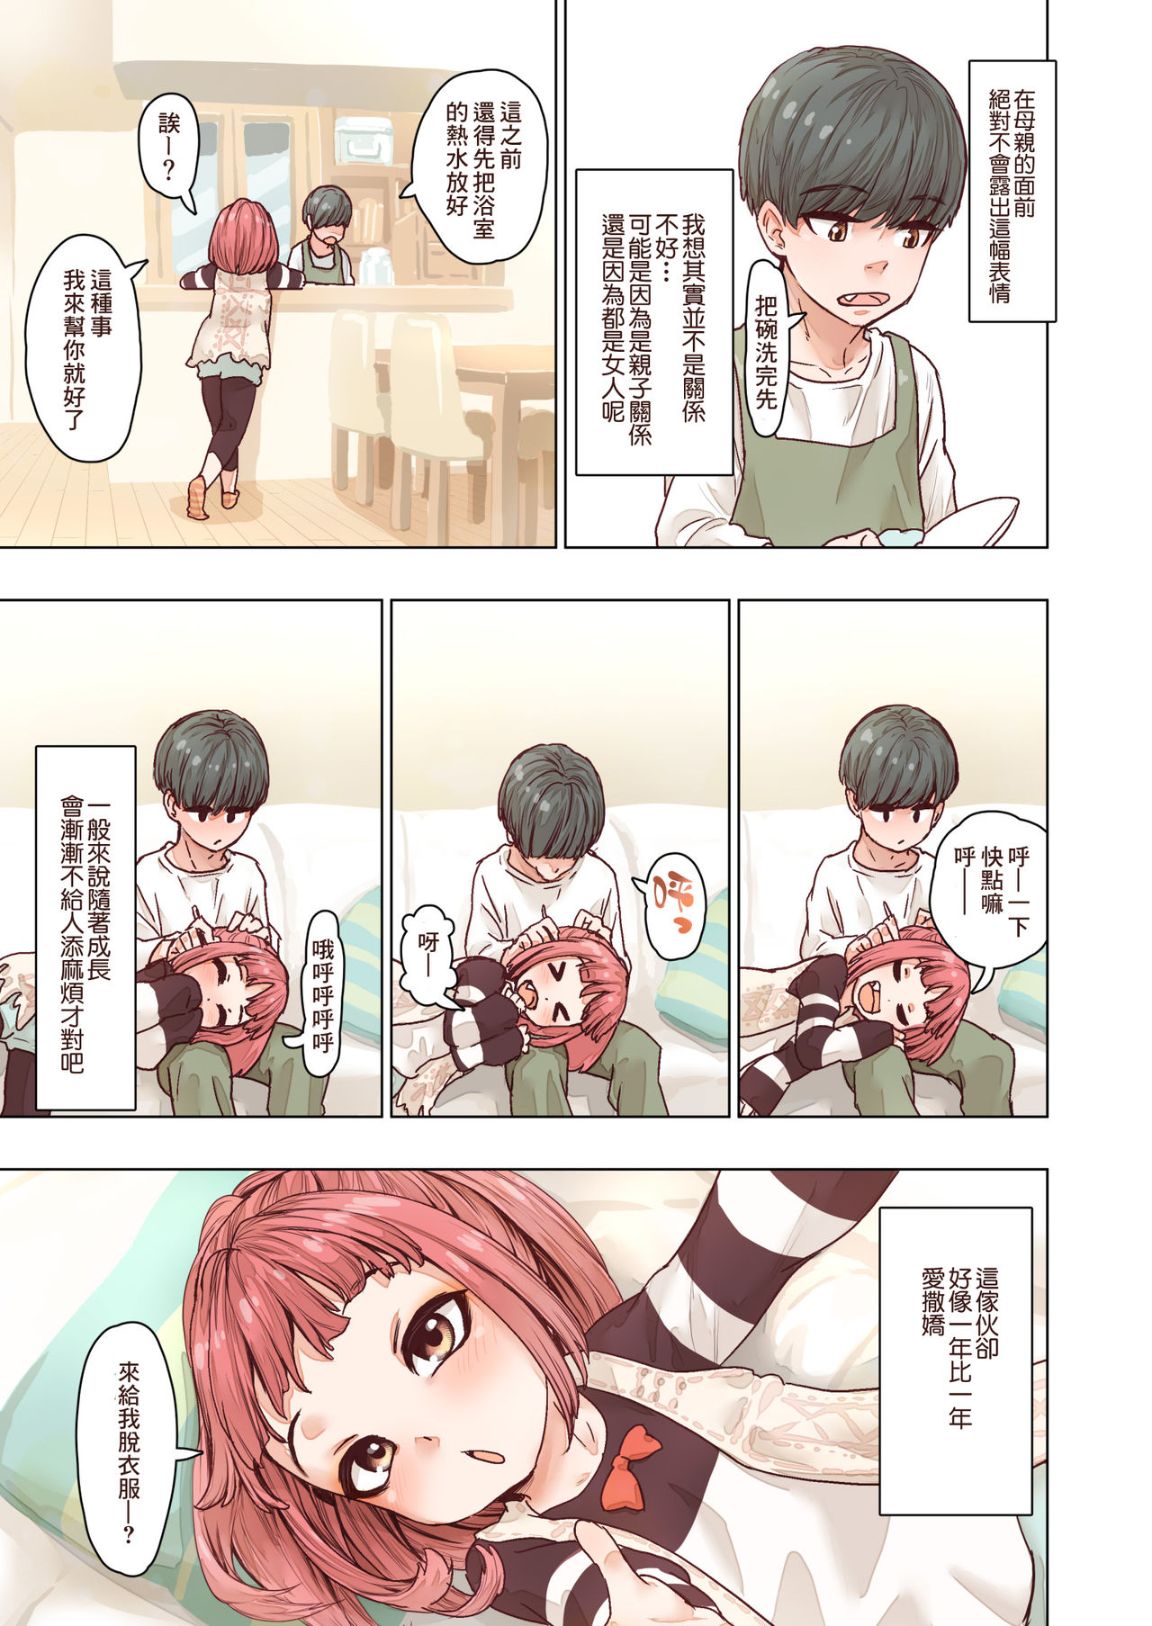 在母親的面前
絕對不會露出這幅表情
把碗洗完先
我想其實並不是關係
不好…
可能是因為是親子關係
還是因為都是女人呢
這之前
還得先把浴室
的熱水放好
誒ー？
這種事
我來幫你就好了
呼ー一下
快點嘛
呼ー
呼
呀ー
哦呼呼呼呼
一般來說隨著成長
會漸漸不給人添麻煩才對吧
這傢伙卻
好像一年比一年
愛撒嬌
來給我脫衣服ー？